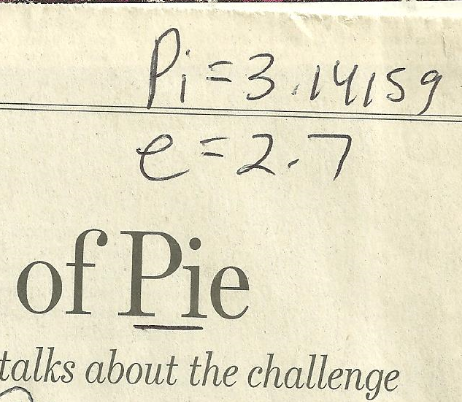 Pi=3.14159
e=2.7
of Pie
talks about the challenge